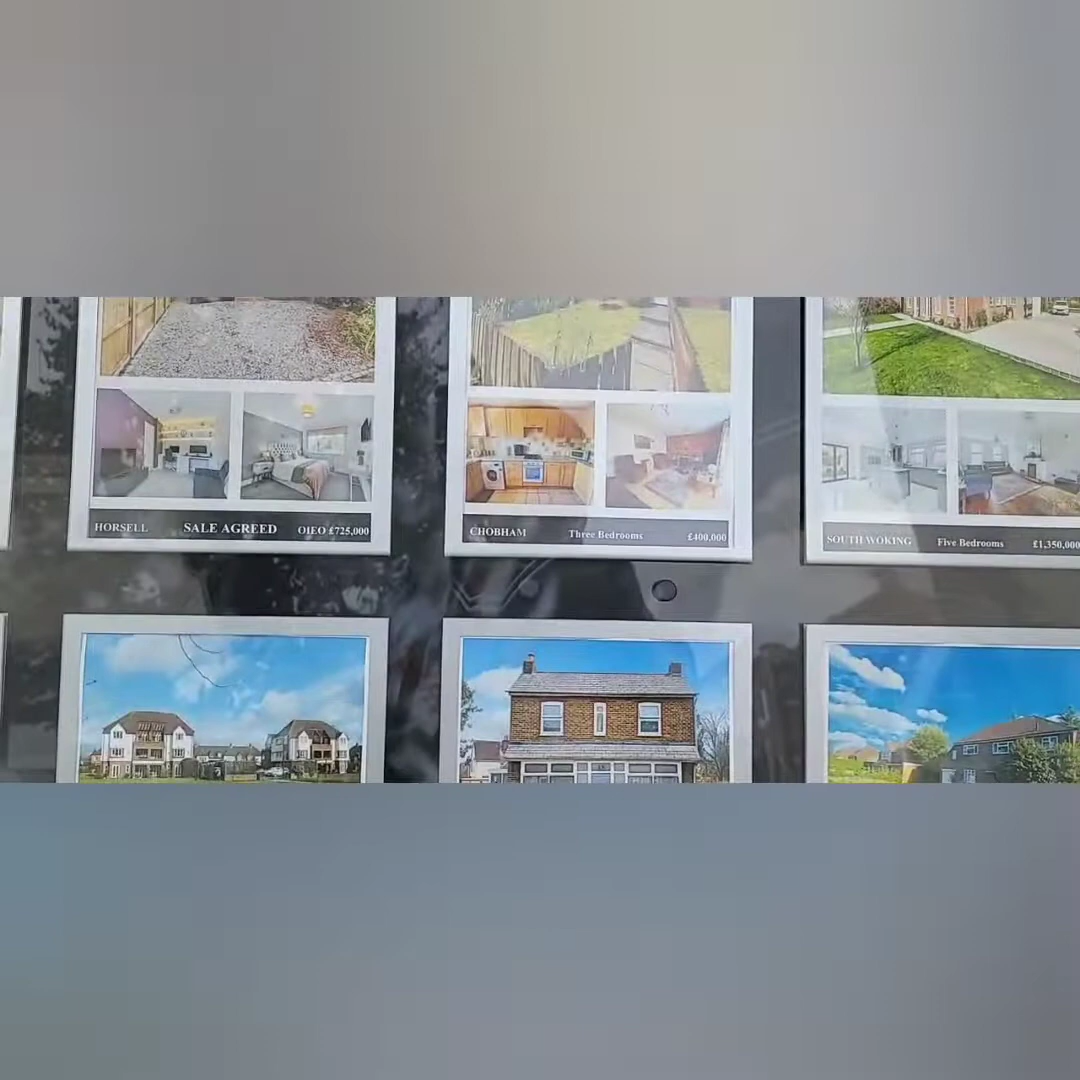 HORSELL SALE AGREED OIEO £725,000
CHOBHAM Three Bedrooms £400,000
SOUTH WOKING Five Bedrooms £1,350,000